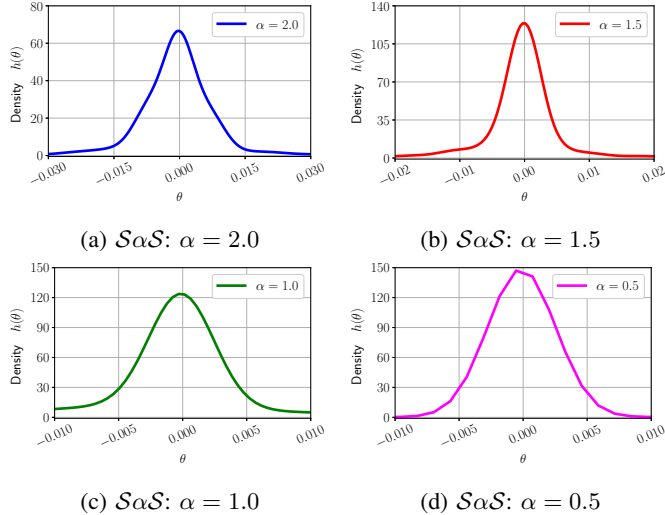 80
60
40
20
0
Density h(θ)
α = 2.0
−0.030
−0.015
0.000
0.015
0.030
θ
(a) SαS: α = 2.0
140
105
70
35
0
Density h(θ)
α = 1.5
−0.02
−0.01
0.00
0.01
0.02
θ
(b) SαS: α = 1.5
150
120
90
60
30
0
Density h(θ)
α = 1.0
−0.010
−0.005
0.000
0.005
0.010
θ
(c) SαS: α = 1.0
150
120
90
60
30
0
Density h(θ)
α = 0.5
−0.010
−0.005
0.000
0.005
0.010
θ
(d) SαS: α = 0.5